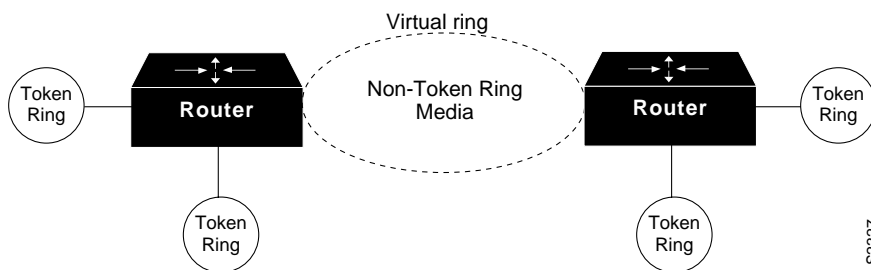 Virtual ring
Token
Ring
Router
Non-Token Ring
Media
Router
Token
Ring
Token
Ring
Token
Ring